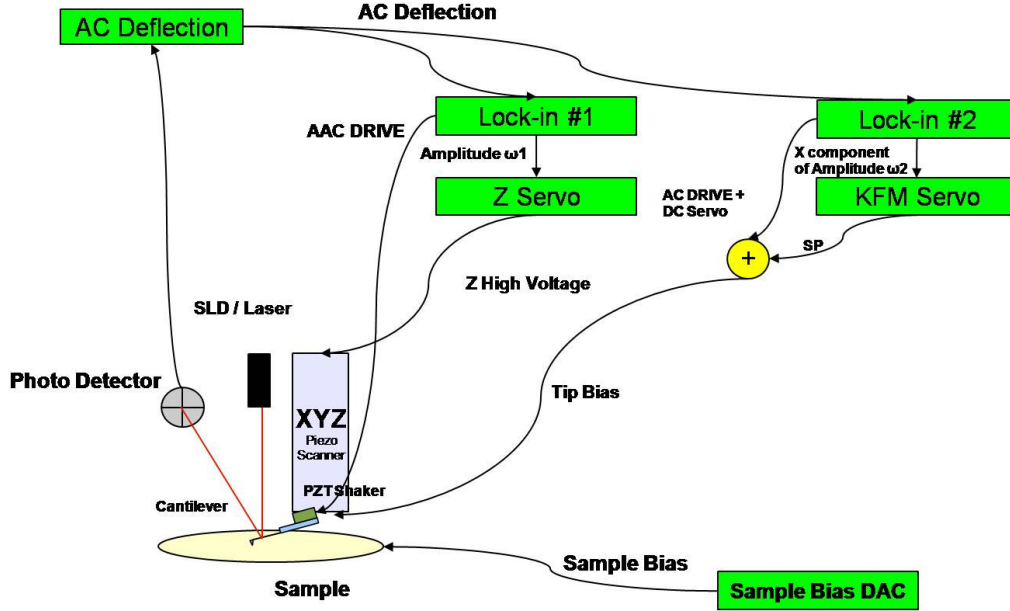 AC Deflection
AC Deflection
Lock-in #1
Lock-in #2
AAC DRIVE
Amplitude ω1
X component
of Amplitude ω2
Z Servo
KFM Servo
AC DRIVE +
DC Servo
SP
+
Z High Voltage
SLD / Laser
Photo Detector
Tip Bias
XYZ
Piezo
Scanner
PZTShaker
Cantilever
Sample Bias
Sample
Sample Bias DAC